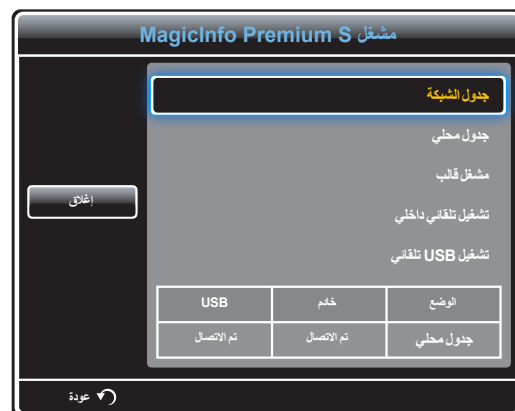 مشغل MagicInfo Premium S
جدول الشبكة
جدول محلي
مشغل قالب
تشغيل تلقائي داخلي
تشغيل USB تلقائي
إغلاق
الوضع خادم USB
جدول محلي تم الاتصال تم الاتصال
عودة